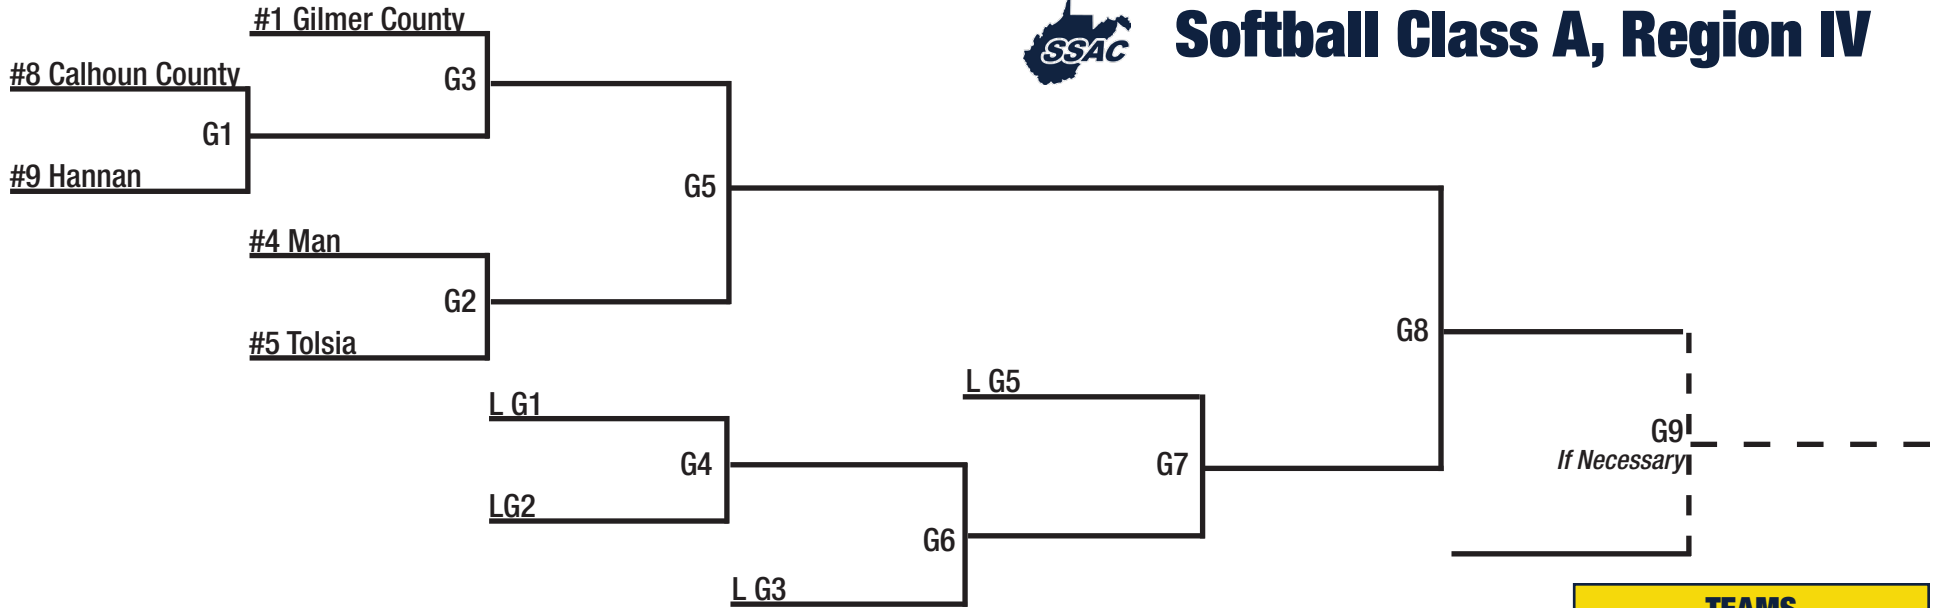 #1 Gilmer County
SSAC
Softball Class A, Region IV
#8 Calhoun County
G3
G1
#9 Hannan
G5
#4 Man
G2
#5 Tolsia
G8
L G5
L G1
G9
If Necessary
G4
G7
LG2
G6
L G3
TEAMS